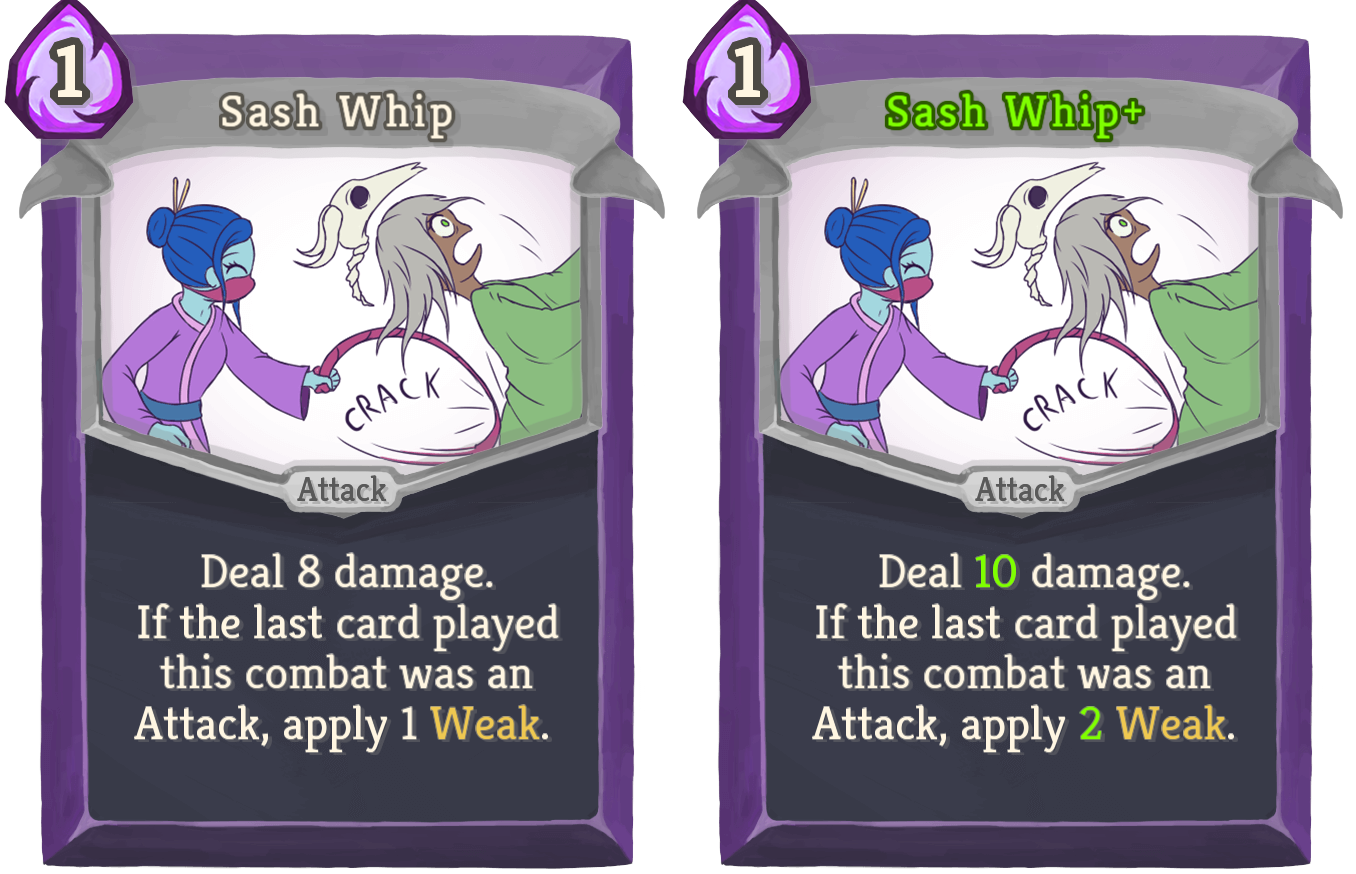 1
Sash Whip
CRACK
Attack
Deal 8 damage.
If the last card played
this combat was an
Attack, apply 1 Weak.
1
Sash Whip+
CRACK
Attack
Deal 10 damage.
If the last card played
this combat was an
Attack, apply 2 Weak.